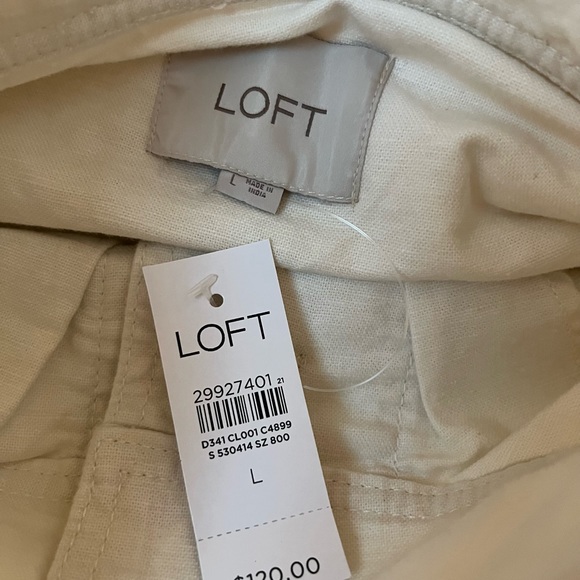 LOFT
L
MADE IN
INDIA
LOFT
29927401 21
D341 CL001 C4899
S 530414 SZ 800
L
$120.00